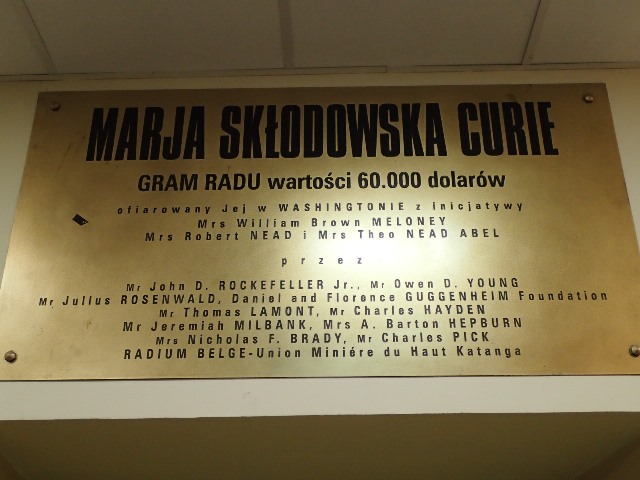 MARJA SKŁODOWSKA CURIE
GRAM RADU wartości 60.000 dolarów
ofiarowany Jej w WASHINGTONIE z inicjatywy
Mrs William Brown MELONEY
Mrs Robert NEAD i Mrs Theo NEAD ABEL
przez
Mr John D. ROCKEFELLER Jr., Mr Owen D. YOUNG
Mr Jullus ROSENWALD, Daniel and Florence GUGGENHEIM Foundation
Mr Thomas LAMONT, Mr Charles HAYDEN
Mr Jeremiah MILBANK, Mrs A. Barton HEPBURN
Mrs Nicholas F. BRADY, Mr Charles PICK
RADIUM BELGE-Union Miniére du Haut Katanga